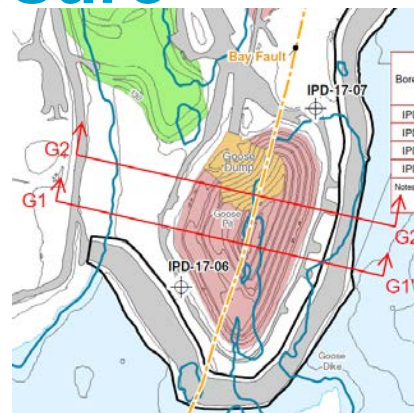 Bay Fault
IPD-17-07
Bore
IPD
IPD
IPD
IPD
Notes
G2
Goose
Dump
G1
Goose
Pit
G2
IPD-17-06
G1
Goose
Dike